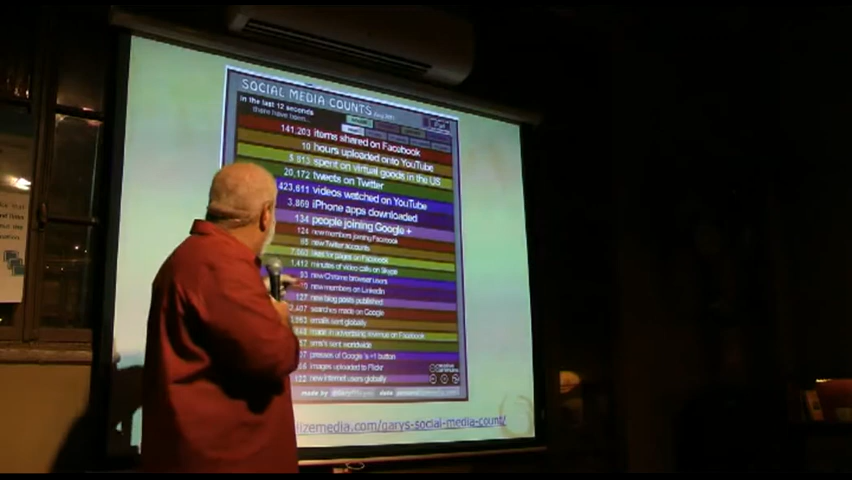 SOCIAL MEDIA COUNTS
in the last 12 seconds
there have been...
141,203 items shared on Facebook
10 hours uploaded onto YouTube
spent on virtual goods in the US
20,172 tweets on Twitter
423,611 videos watched on YouTube
3,869 iPhone apps downloaded
134 people joining Google +
124 new members joining Facebook
new Twitter accounts
likes for pages on Facebook
1,412 minutes of video calls on Skype
93 new Chrome browser users
new members on LinkedIn
127 new blog posts published
searches made on Google
emails sent globally
made in advertising revenue on Facebook
sms's sent worldwide
presses of Google's +1 button
images uploaded to Flickr
122 new internet users globally
made by data
lizemedia.com/garys-social-media-count/